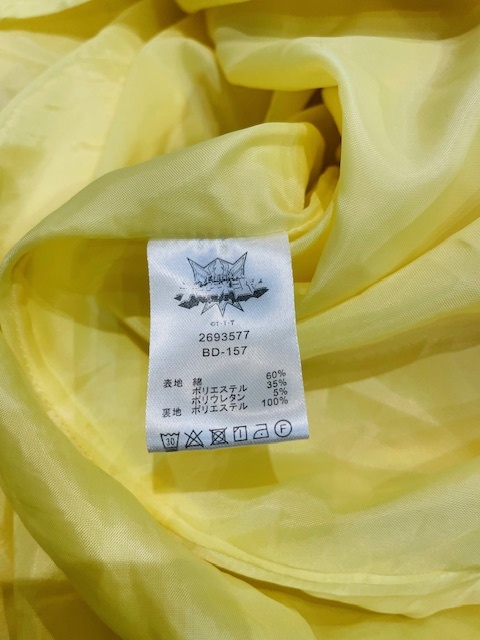 ©T・I・T
2693577
BD-157
表地 綿 60%
ポリエステル 35%
ポリウレタン 5%
裏地 ポリエステル 100%
30 F